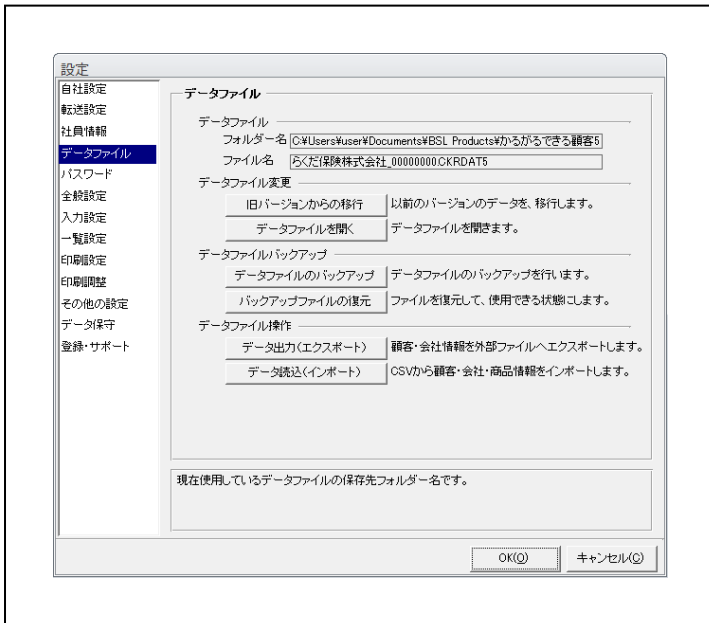 設定
自社設定
転送設定
社員情報
データファイル
パスワード
全般設定
入力設定
一覧設定
印刷設定
印刷調整
その他の設定
データ保守
登録・サポート
データファイル
データファイル
フォルダー名 C:¥Users¥user¥Documents¥BSL Products¥かるがるできる顧客5
ファイル名 らくだ保険株式会社_00000000.CKRDAT5
データファイル変更
旧バージョンからの移行 以前のバージョンのデータを、移行します。
データファイルを開く データファイルを開きます。
データファイルバックアップ
データファイルのバックアップ データファイルのバックアップを行います。
バックアップファイルの復元 ファイルを復元して、使用できる状態にします。
データファイル操作
データ出力(エクスポート) 顧客・会社情報を外部ファイルへエクスポートします。
データ読込(インポート) CSVから顧客・会社・商品情報をインポートします。
現在使用しているデータファイルの保存先フォルダー名です。
OK(O) キャンセル(C)